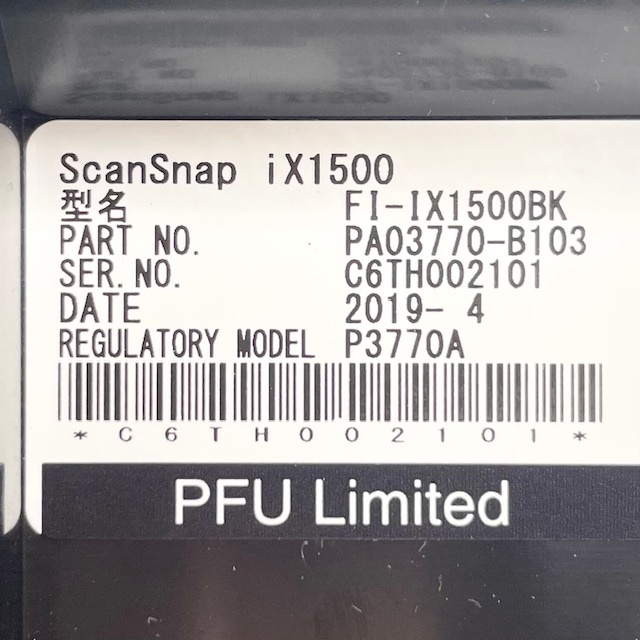 ScanSnap iX1500
型名 FI-IX1500BK
PART NO. PA03770-B103
SER.NO. C6TH002101
DATE 2019- 4
REGULATORY MODEL P3770A
*C6TH002101*
PFU Limited